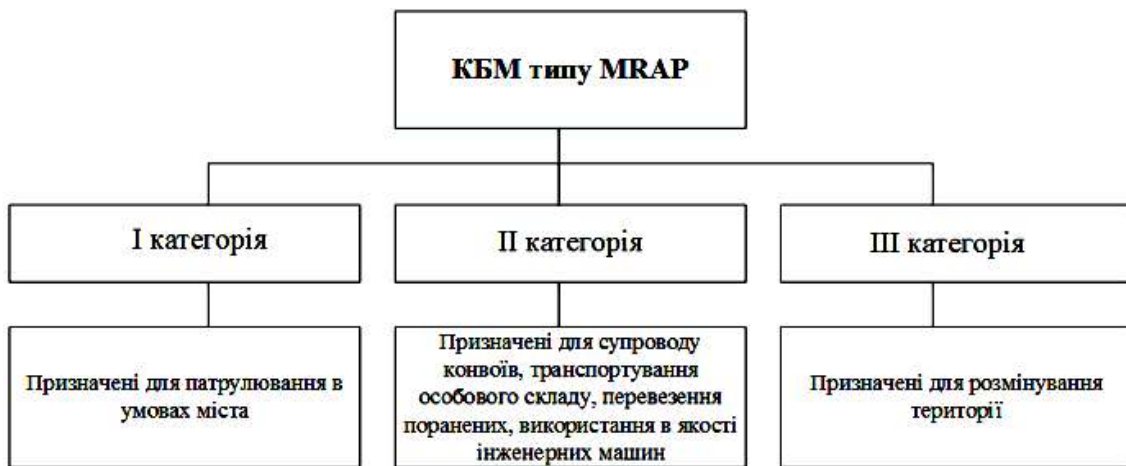 КБМ типу MRAP
І категорія
ІІ категорія
ІІІ категорія
Призначені для патрулювання в
умовах міста
Призначені для супроводу
конвоїв, транспортування
особового складу, перевезення
поранених, використання в якості
інженерних машин
Призначені для розмінування
території